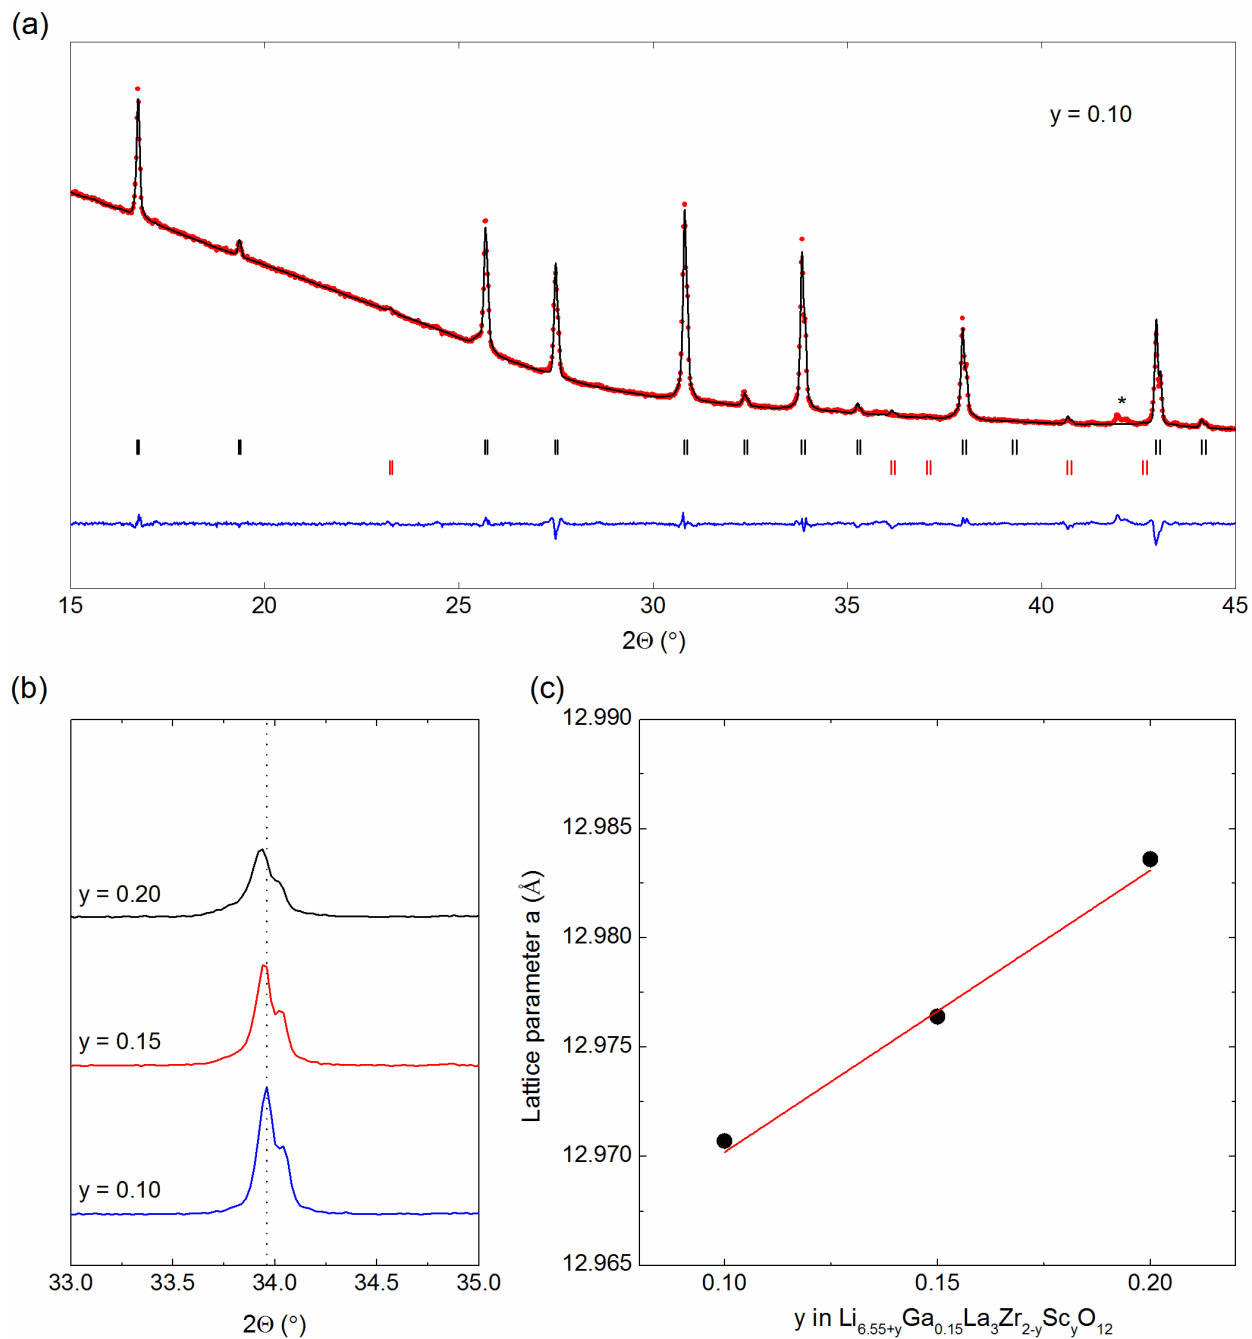 (a)
y = 0.10
*
15 20 25 30 35 40 45
2Θ (°)
(b)
y = 0.20
y = 0.15
y = 0.10
33.0 33.5 34.0 34.5 35.0
2Θ (°)
(c)
12.990
12.985
12.980
12.975
12.970
12.965
Lattice parameter a (Å)
0.10 0.15 0.20
y in Li6.55+yGa0.15La3Zr2-yScyO12